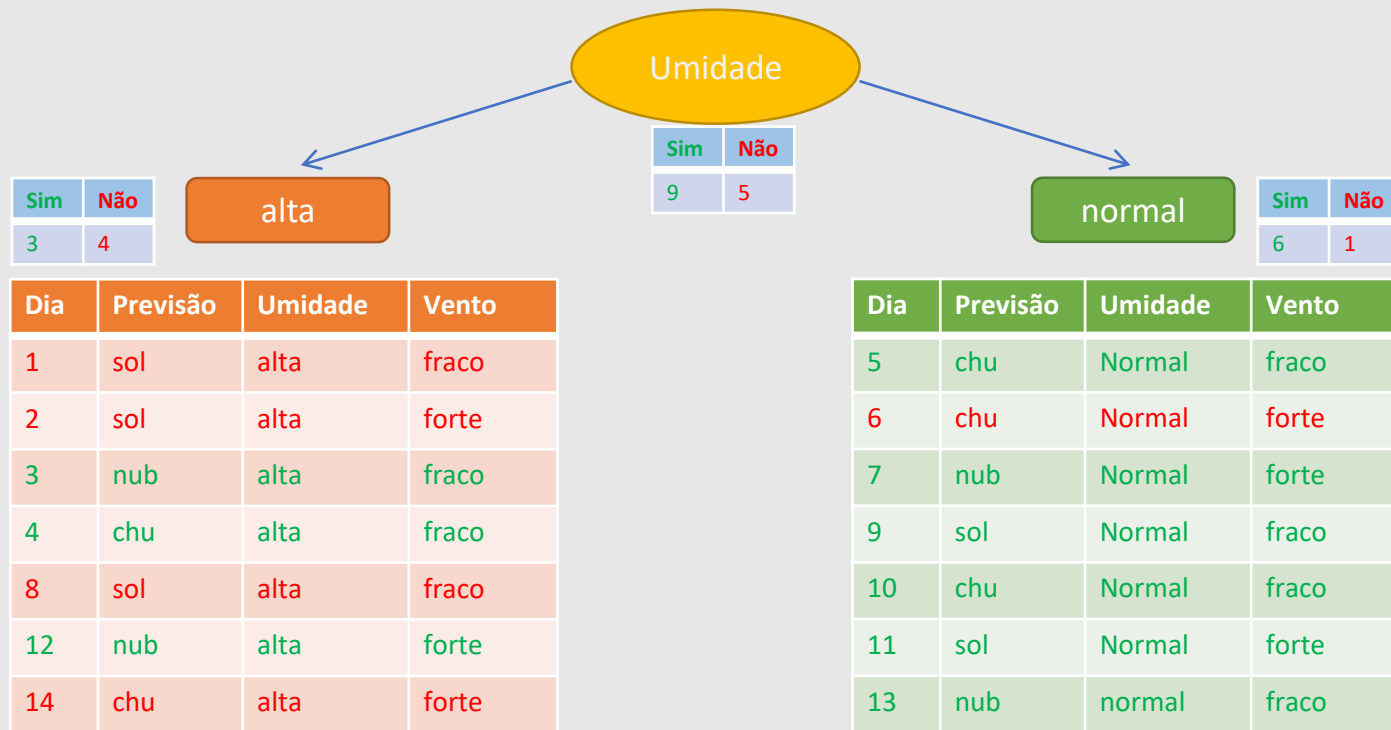 Umidade
Sim Não
9 5
alta
Sim Não
3 4
Dia Previsão Umidade Vento
1 sol alta fraco
2 sol alta forte
3 nub alta fraco
4 chu alta fraco
8 sol alta fraco
12 nub alta forte
14 chu alta forte
normal
Sim Não
6 1
Dia Previsão Umidade Vento
5 chu Normal fraco
6 chu Normal forte
7 nub Normal forte
9 sol Normal fraco
10 chu Normal fraco
11 sol Normal forte
13 nub normal fraco